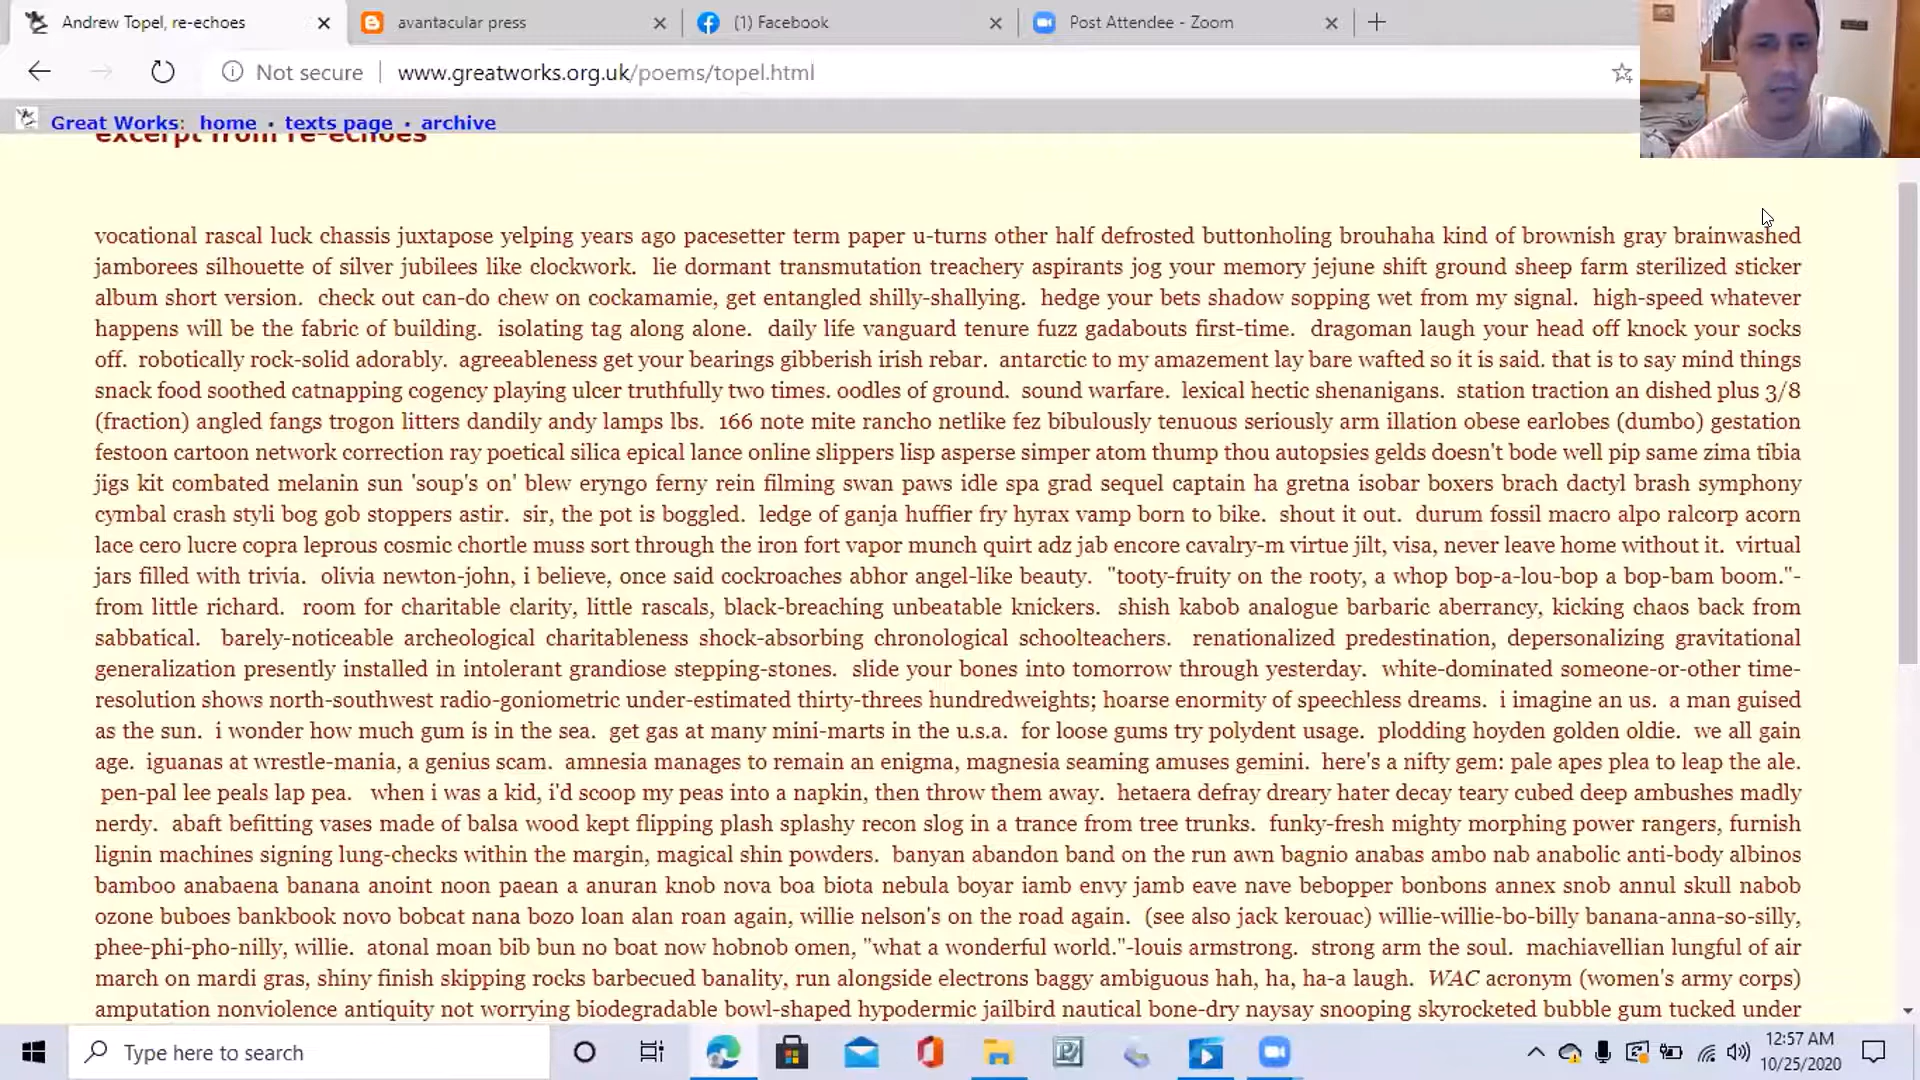 Andrew Topel, re-echoes
avantacular press
(1) Facebook
Post Attendee - Zoom
Not secure
www.greatworks.org.uk/poems/topel.html
Great Works: home · texts page · archive
excerpt from re-echoes
vocational rascal luck chassis juxtapose yelping years ago pacesetter term paper u-turns other half defrosted buttonholing brouhaha kind of brownish gray brainwashed
jamborees silhouette of silver jubilees like clockwork. lie dormant transmutation treachery aspirants jog your memory jejune shift ground sheep farm sterilized sticker
album short version. check out can-do chew on cockamamie, get entangled shilly-shallying. hedge your bets shadow sopping wet from my signal. high-speed whatever
happens will be the fabric of building. isolating tag along alone. daily life vanguard tenure fuzz gadabouts first-time. dragoman laugh your head off knock your socks
off. robotically rock-solid adorably. agreeableness get your bearings gibberish irish rebar. antarctic to my amazement lay bare wafted so it is said. that is to say mind things
snack food soothed catnapping cogency playing ulcer truthfully two times. oodles of ground. sound warfare. lexical hectic shenanigans. station traction an dished plus 3/8
(fraction) angled fangs trogon litters dandily andy lamps lbs. 166 note mite rancho netlike fez bibulously tenuous seriously arm illation obese earlobes (dumbo) gestation
festoon cartoon network correction ray poetical silica epical lance online slippers lisp asperse simper atom thump thou autopsies gelds doesn't bode well pip same zima tibia
jigs kit combated melanin sun 'soup's on' blew eryngo ferny rein filming swan paws idle spa grad sequel captain ha gretna isobar boxers brach dactyl brash symphony
cymbal crash styli bog gob stoppers astir. sir, the pot is boggled. ledge of ganja huffier fry hyrax vamp born to bike. shout it out. durum fossil macro alpo ralcorp acorn
lace cero lucre copra leprous cosmic chortle muss sort through the iron fort vapor munch quirt adz jab encore cavalry-m virtue jilt, visa, never leave home without it. virtual
jars filled with trivia. olivia newton-john, i believe, once said cockroaches abhor angel-like beauty. "tooty-fruity on the rooty, a whop bop-a-lou-bop a bop-bam boom."-
from little richard. room for charitable clarity, little rascals, black-breaching unbeatable knickers. shish kabob analogue barbaric aberrancy, kicking chaos back from
sabbatical. barely-noticeable archeological charitableness shock-absorbing chronological schoolteachers. renationalized predestination, depersonalizing gravitational
generalization presently installed in intolerant grandiose stepping-stones. slide your bones into tomorrow through yesterday. white-dominated someone-or-other time-
resolution shows north-southwest radio-goniometric under-estimated thirty-threes hundredweights; hoarse enormity of speechless dreams. i imagine an us. a man guised
as the sun. i wonder how much gum is in the sea. get gas at many mini-marts in the u.s.a. for loose gums try polydent usage. plodding hoyden golden oldie. we all gain
age. iguanas at wrestle-mania, a genius scam. amnesia manages to remain an enigma, magnesia seaming amuses gemini. here's a nifty gem: pale apes plea to leap the ale.
pen-pal lee peals lap pea. when i was a kid, i'd scoop my peas into a napkin, then throw them away. hetaera defray dreary hater decay teary cubed deep ambushes madly
nerdy. abaft befitting vases made of balsa wood kept flipping plash splashy recon slog in a trance from tree trunks. funky-fresh mighty morphing power rangers, furnish
lignin machines signing lung-checks within the margin, magical shin powders. banyan abandon band on the run awn bagnio anabas ambo nab anabolic anti-body albinos
bamboo anabaena banana anoint noon paean a anuran knob nova boa biota nebula boyar iamb envy jamb eave nave bebopper bonbons annex snob annul skull nabob
ozone buboes bankbook novo bobcat nana bozo loan alan roan again, willie nelson's on the road again. (see also jack kerouac) willie-willie-bo-billy banana-anna-so-silly,
phee-phi-pho-nilly, willie. atonal moan bib bun no boat now hobnob omen, "what a wonderful world."-louis armstrong. strong arm the soul. machiavellian lungful of air
march on mardi gras, shiny finish skipping rocks barbecued banality, run alongside electrons baggy ambiguous hah, ha, ha-a laugh. WAC acronym (women's army corps)
amputation nonviolence antiquity not worrying biodegradable bowl-shaped hypodermic jailbird nautical bone-dry naysay snooping skyrocketed bubble gum tucked under
Type here to search
12:57 AM
10/25/2020